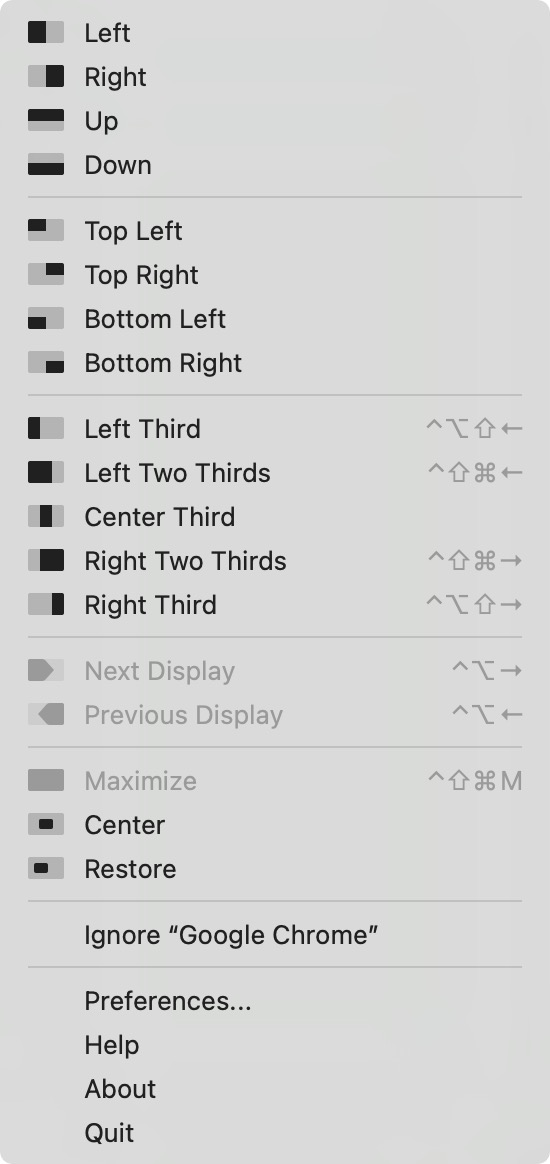 Left
Right
Up
Down
Top Left
Top Right
Bottom Left
Bottom Right
Left Third ^⌥⇧←
Left Two Thirds ^⇧⌘←
Center Third
Right Two Thirds ^⇧⌘→
Right Third ^⌥⇧→
Next Display ^⌥→
Previous Display ^⌥←
Maximize ^⇧⌘M
Center
Restore
Ignore “Google Chrome”
Preferences...
Help
About
Quit